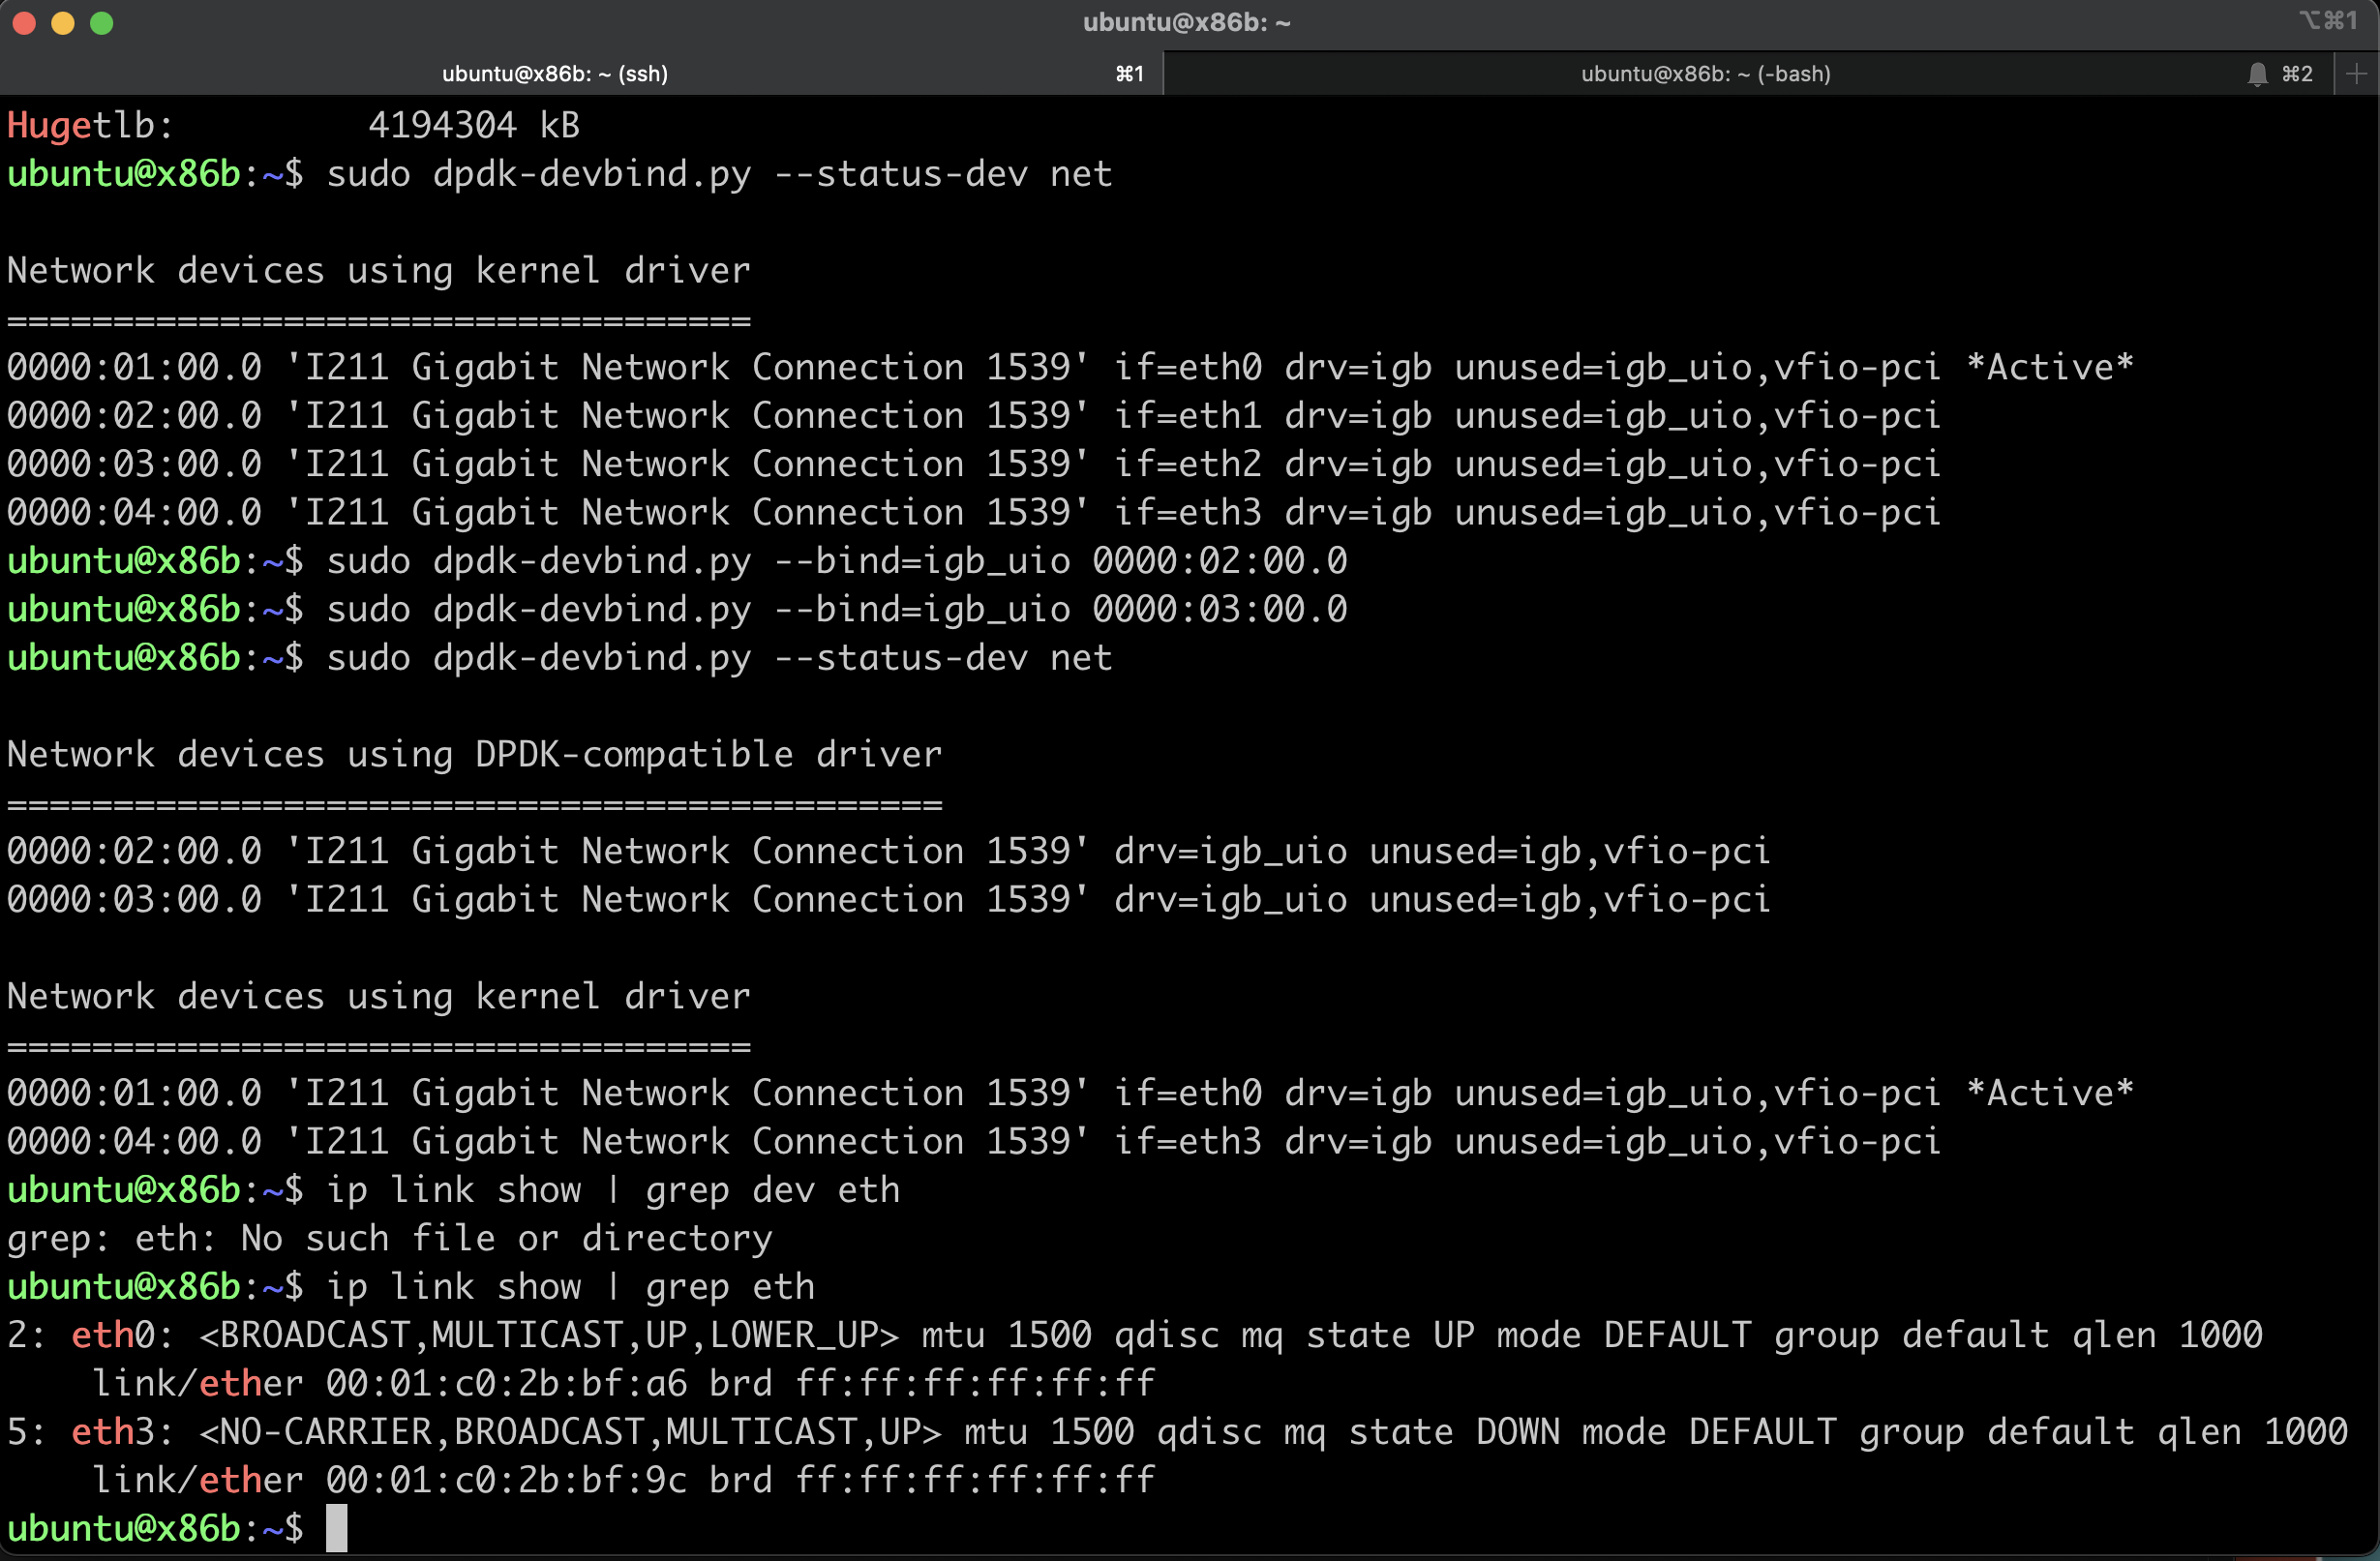 ubuntu@x86b: ~
⌥⌘1
ubuntu@x86b: ~ (ssh) ⌘1
ubuntu@x86b: ~ (-bash) ⌘2
Hugetlb:         4194304 kB
ubuntu@x86b:~$ sudo dpdk-devbind.py --status-dev net
Network devices using kernel driver
===================================
0000:01:00.0 'I211 Gigabit Network Connection 1539' if=eth0 drv=igb unused=igb_uio,vfio-pci *Active*
0000:02:00.0 'I211 Gigabit Network Connection 1539' if=eth1 drv=igb unused=igb_uio,vfio-pci
0000:03:00.0 'I211 Gigabit Network Connection 1539' if=eth2 drv=igb unused=igb_uio,vfio-pci
0000:04:00.0 'I211 Gigabit Network Connection 1539' if=eth3 drv=igb unused=igb_uio,vfio-pci
ubuntu@x86b:~$ sudo dpdk-devbind.py --bind=igb_uio 0000:02:00.0
ubuntu@x86b:~$ sudo dpdk-devbind.py --bind=igb_uio 0000:03:00.0
ubuntu@x86b:~$ sudo dpdk-devbind.py --status-dev net
Network devices using DPDK-compatible driver
============================================
0000:02:00.0 'I211 Gigabit Network Connection 1539' drv=igb_uio unused=igb,vfio-pci
0000:03:00.0 'I211 Gigabit Network Connection 1539' drv=igb_uio unused=igb,vfio-pci
Network devices using kernel driver
===================================
0000:01:00.0 'I211 Gigabit Network Connection 1539' if=eth0 drv=igb unused=igb_uio,vfio-pci *Active*
0000:04:00.0 'I211 Gigabit Network Connection 1539' if=eth3 drv=igb unused=igb_uio,vfio-pci
ubuntu@x86b:~$ ip link show | grep dev eth
grep: eth: No such file or directory
ubuntu@x86b:~$ ip link show | grep eth
2: eth0: <BROADCAST,MULTICAST,UP,LOWER_UP> mtu 1500 qdisc mq state UP mode DEFAULT group default qlen 1000
    link/ether 00:01:c0:2b:bf:a6 brd ff:ff:ff:ff:ff:ff
5: eth3: <NO-CARRIER,BROADCAST,MULTICAST,UP> mtu 1500 qdisc mq state DOWN mode DEFAULT group default qlen 1000
    link/ether 00:01:c0:2b:bf:9c brd ff:ff:ff:ff:ff:ff
ubuntu@x86b:~$